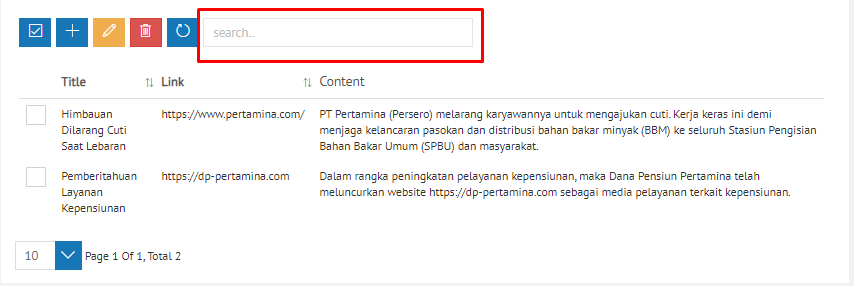 search..
Title Link Content
Himbauan Dilarang Cuti Saat Lebaran
https://www.pertamina.com/
PT Pertamina (Persero) melarang karyawannya untuk mengajukan cuti. Kerja keras ini demi
menjaga kelancaran pasokan dan distribusi bahan bakar minyak (BBM) ke seluruh Stasiun Pengisian
Bahan Bakar Umum (SPBU) dan masyarakat.
Pemberitahuan
Layanan
Kepensiunan
https://dp-pertamina.com
Dalam rangka peningkatan pelayanan kepensiunan, maka Dana Pensiun Pertamina telah
meluncurkan website https://dp-pertamina.com sebagai media pelayanan terkait kepensiunan.
10 Page 1 Of 1, Total 2